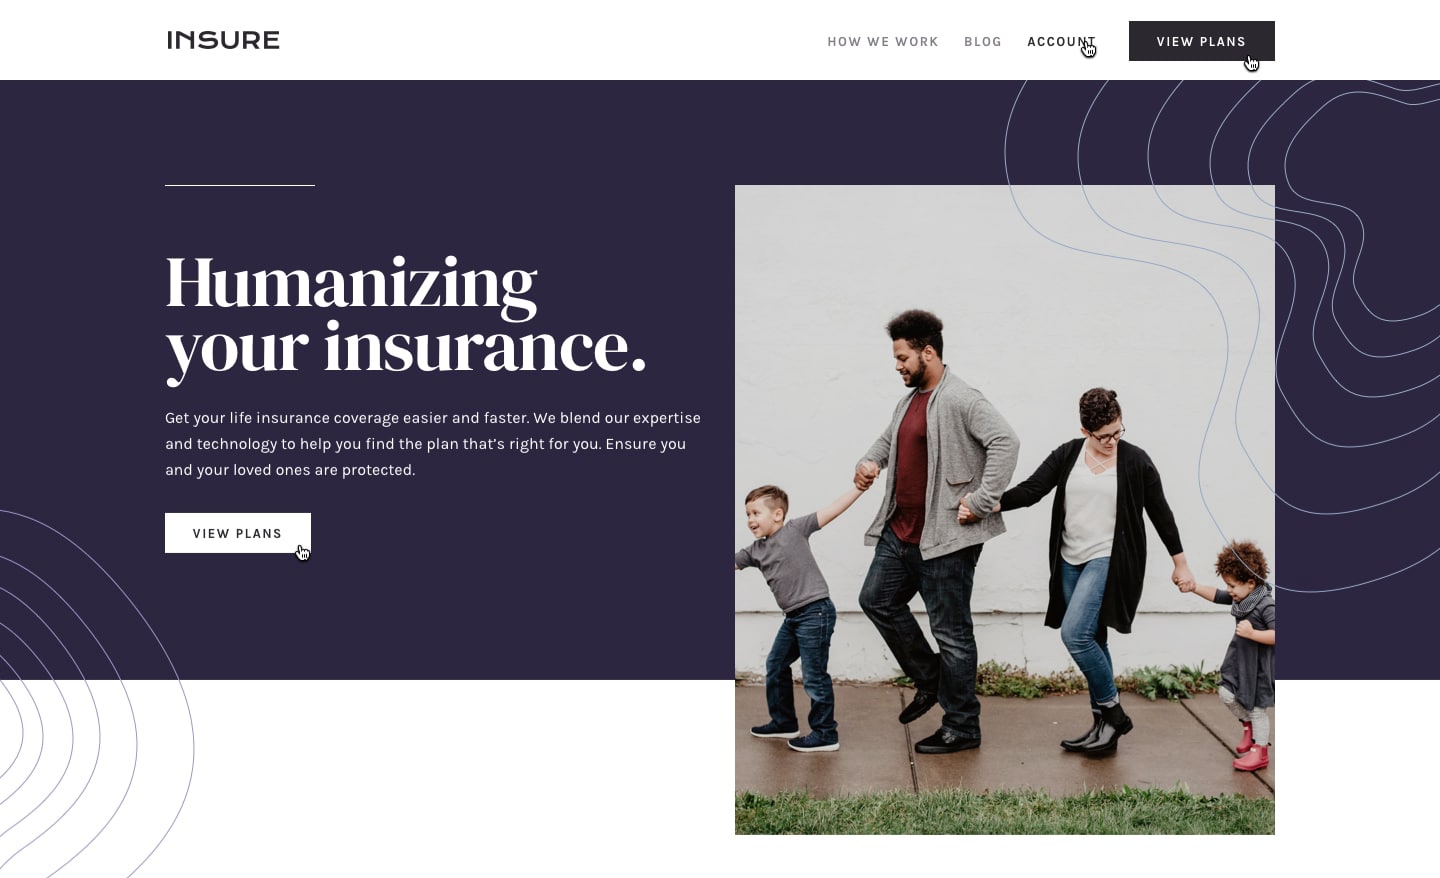 INSURE
HOW WE WORK
BLOG
ACCOUNT
VIEW PLANS
Humanizing
your insurance.
Get your life insurance coverage easier and faster. We blend our expertise
and technology to help you find the plan that’s right for you. Ensure you
and your loved ones are protected.
VIEW PLANS